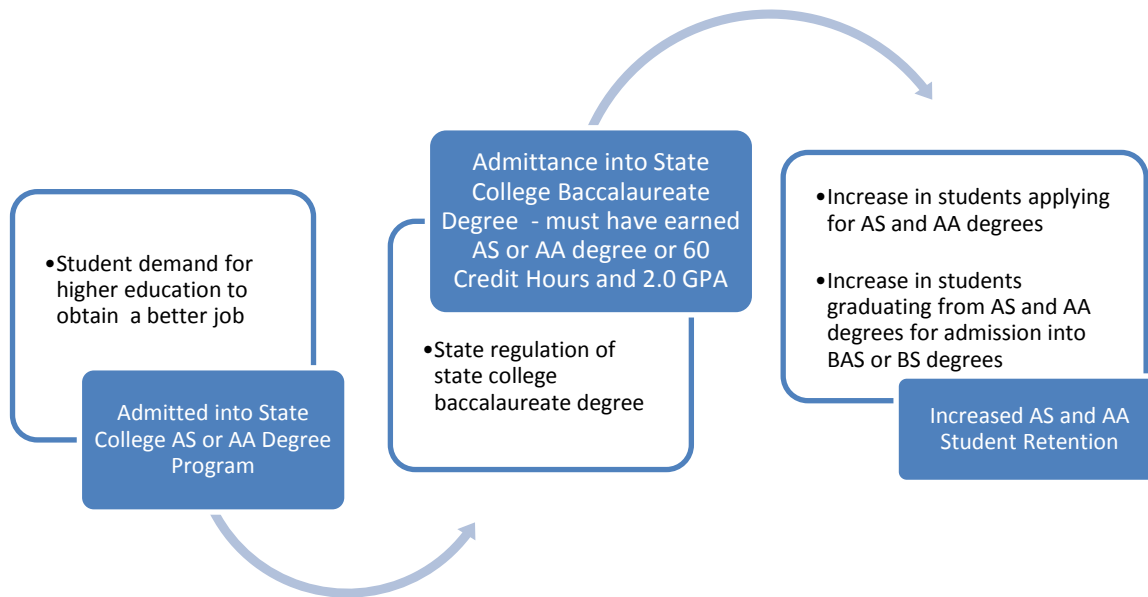 •Student demand for
higher education to
obtain a better job
Admitted into State
College AS or AA Degree
Program
Admittance into State
College Baccalaureate
Degree - must have earned
AS or AA degree or 60
Credit Hours and 2.0 GPA
•State regulation of
state college
baccalaureate degree
•Increase in students applying
for AS and AA degrees
•Increase in students
graduating from AS and AA
degrees for admission into
BAS or BS degrees
Increased AS and AA
Student Retention